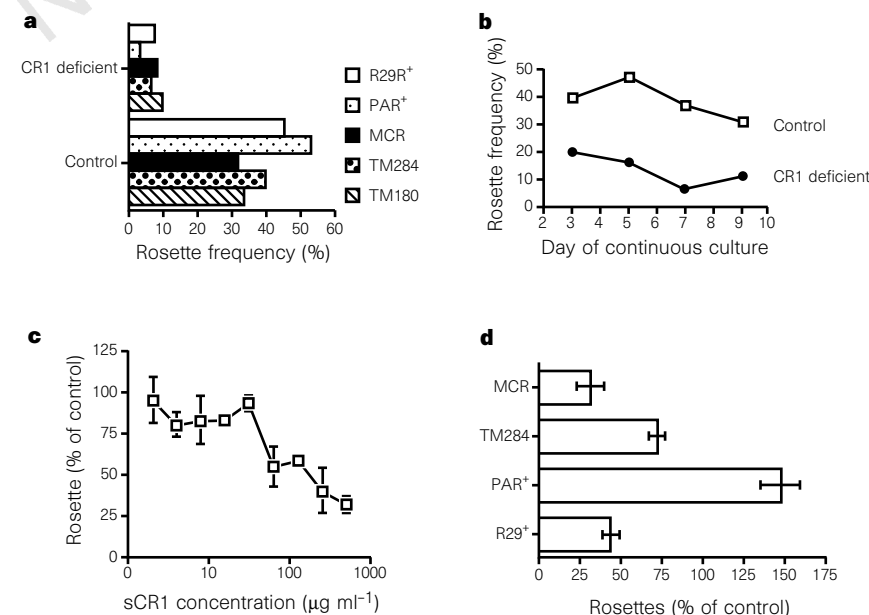 a
CR1 deficient
Control
R29R+
PAR+
MCR
TM284
TM180
0 10 20 30 40 50 60
Rosette frequency (%)
b
Rosette frequency (%)
50
40
30
20
10
0
Control
CR1 deficient
2 3 4 5 6 7 8 9 10
Day of continuous culture
c
Rosette (% of control)
125
100
75
50
25
0
0 10 100 1000
sCR1 concentration (μg ml–1)
d
MCR
TM284
PAR+
R29+
0 25 50 75 100 125 150 175
Rosettes (% of control)